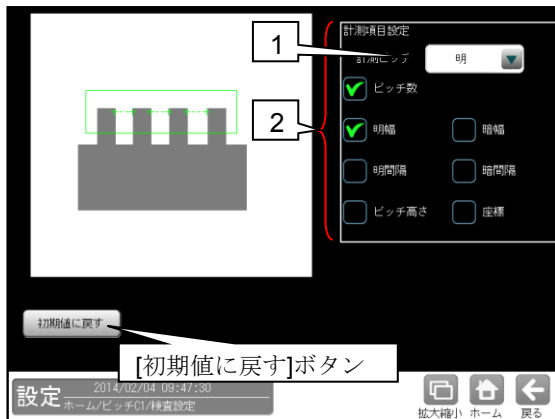 計測項目設定
1
計測ピッチ 明
ピッチ数
2
明幅 暗幅
明間隔 暗間隔
ピッチ高さ 座標
初期値に戻す
[初期値に戻す]ボタン
設定 2014/02/04 09:47:30
ホーム/ピッチC1/検査設定
拡大縮小 ホーム 戻る